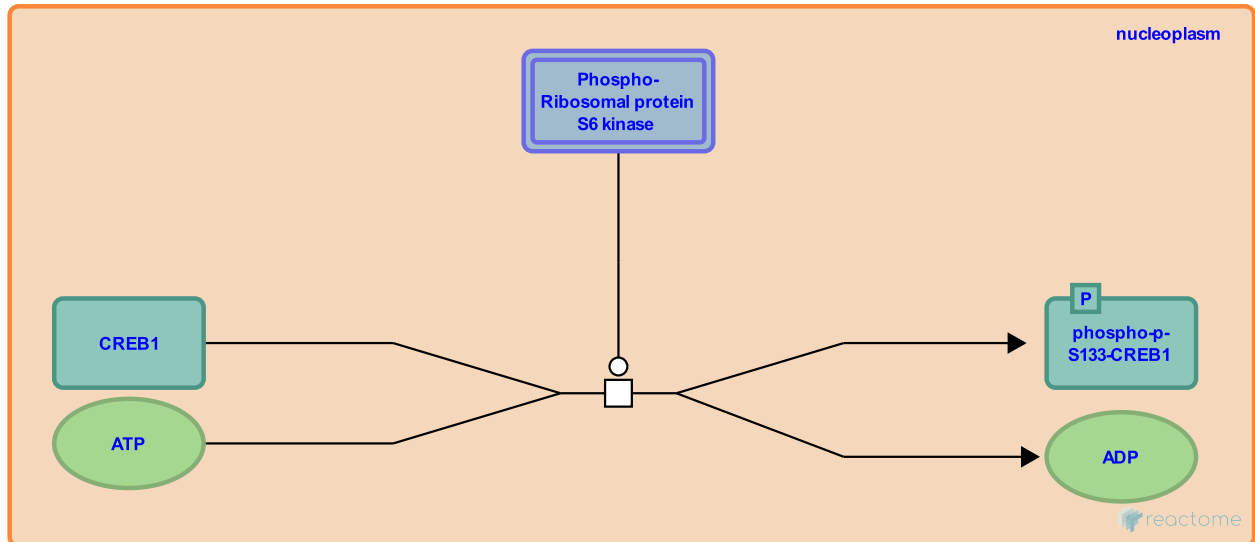 nucleoplasm
Phospho-
Ribosomal protein
S6 kinase
CREB1
P
phospho-p-
S133-CREB1
ATP
ADP
reactome